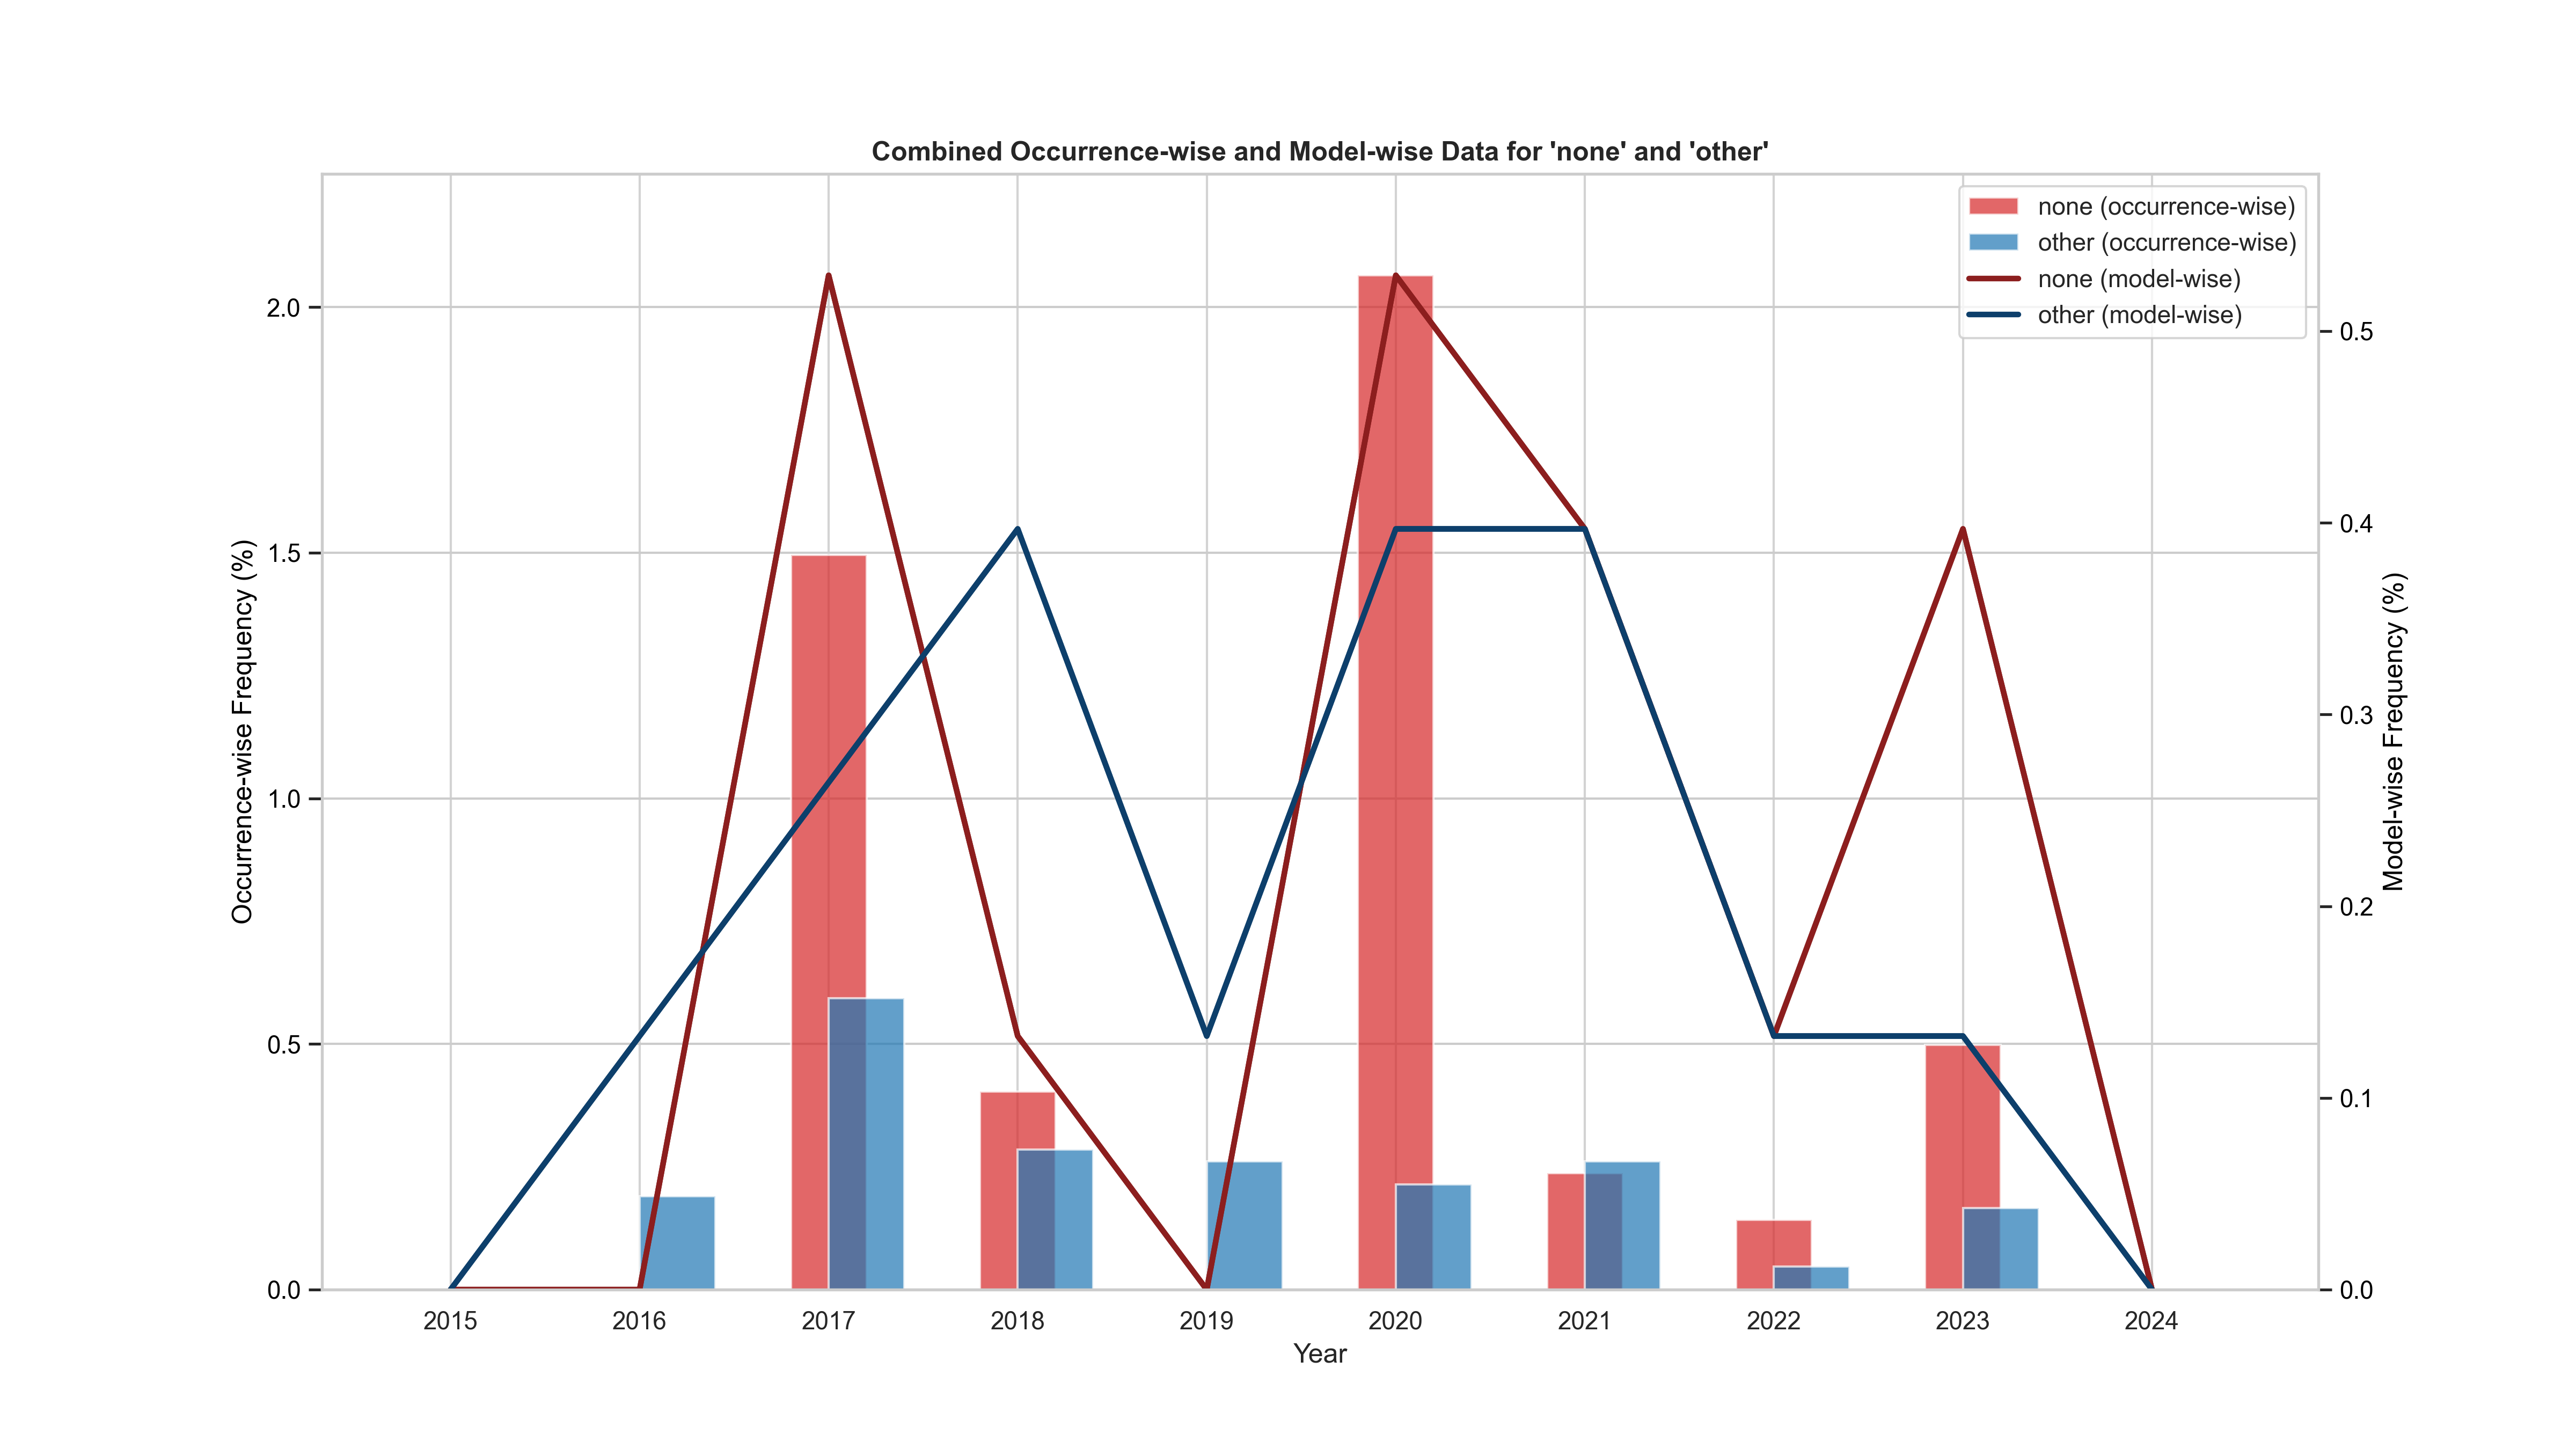 Combined Occurrence-wise and Model-wise Data for 'none' and 'other'
none (occurrence-wise)
other (occurrence-wise)
none (model-wise)
other (model-wise)
Occurrence-wise Frequency (%)
2.0
1.5
1.0
0.5
0.0
Model-wise Frequency (%)
0.5
0.4
0.3
0.2
0.1
0.0
2015 2016 2017 2018 2019 2020 2021 2022 2023 2024
Year